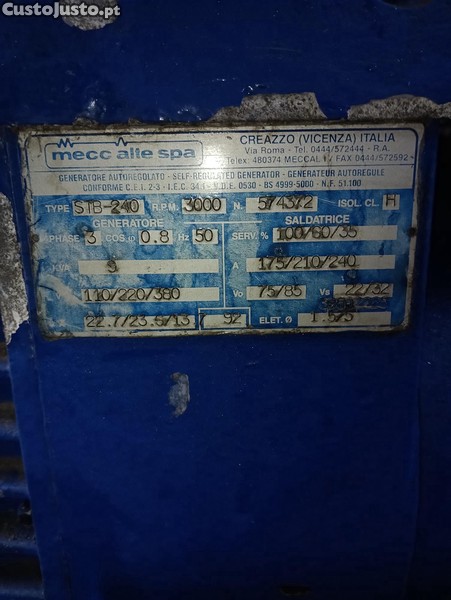 CustoJusto.pt
mecc alte spa
CREAZZO (VICENZA) ITALIA
Via Roma - Tel. 0444/572444 - R.A.
Telex: 480374 MECCAL FAX 0444/572592
GENERATORE AUTOREGOLATO - SELF-REGULATED GENERATOR - GENERATEUR AUTOREGULE
CONFORME C.E.I. 2-3 - I.E.C. 34.1 - V.D.E. 0530 - BS 4999-5000 - N.F. 51.100
TYPE STB-240 R.P.M. 3000 N. 574372 ISOL. CL. H
GENERATORE SALDATRICE
PHASE 3 COS φ 0.8 Hz 50 SERV. % 100/60/35
KVA 9 A 175/210/240
110/220/380 Vo 75/85 Vs 22/32
22.7/23.6/13 92 ELET. Ø 1.5/5